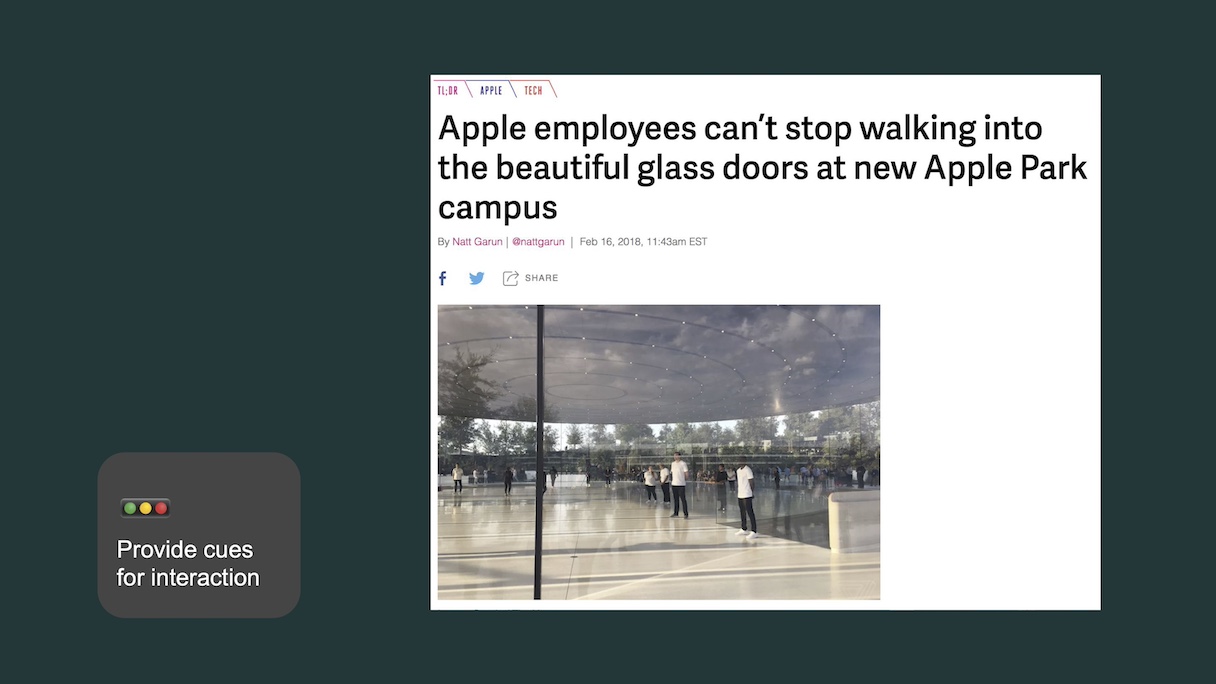 TL;DR APPLE TECH
Apple employees can’t stop walking into
the beautiful glass doors at new Apple Park
campus
By Natt Garun | @nattgarun | Feb 16, 2018, 11:43am EST
SHARE
Provide cues
for interaction